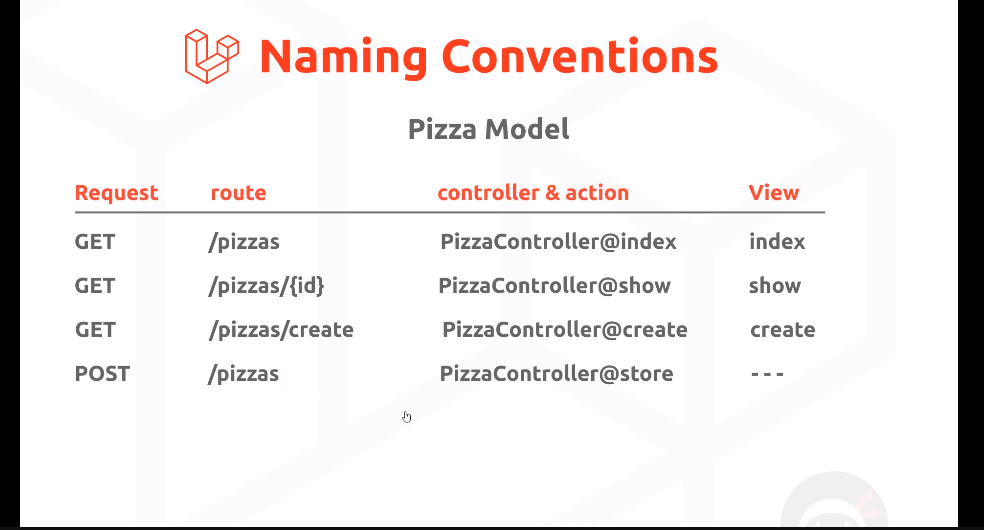 Naming Conventions
Pizza Model
Request route controller & action View
GET /pizzas PizzaController@index index
GET /pizzas/{id} PizzaController@show show
GET /pizzas/create PizzaController@create create
POST /pizzas PizzaController@store ---